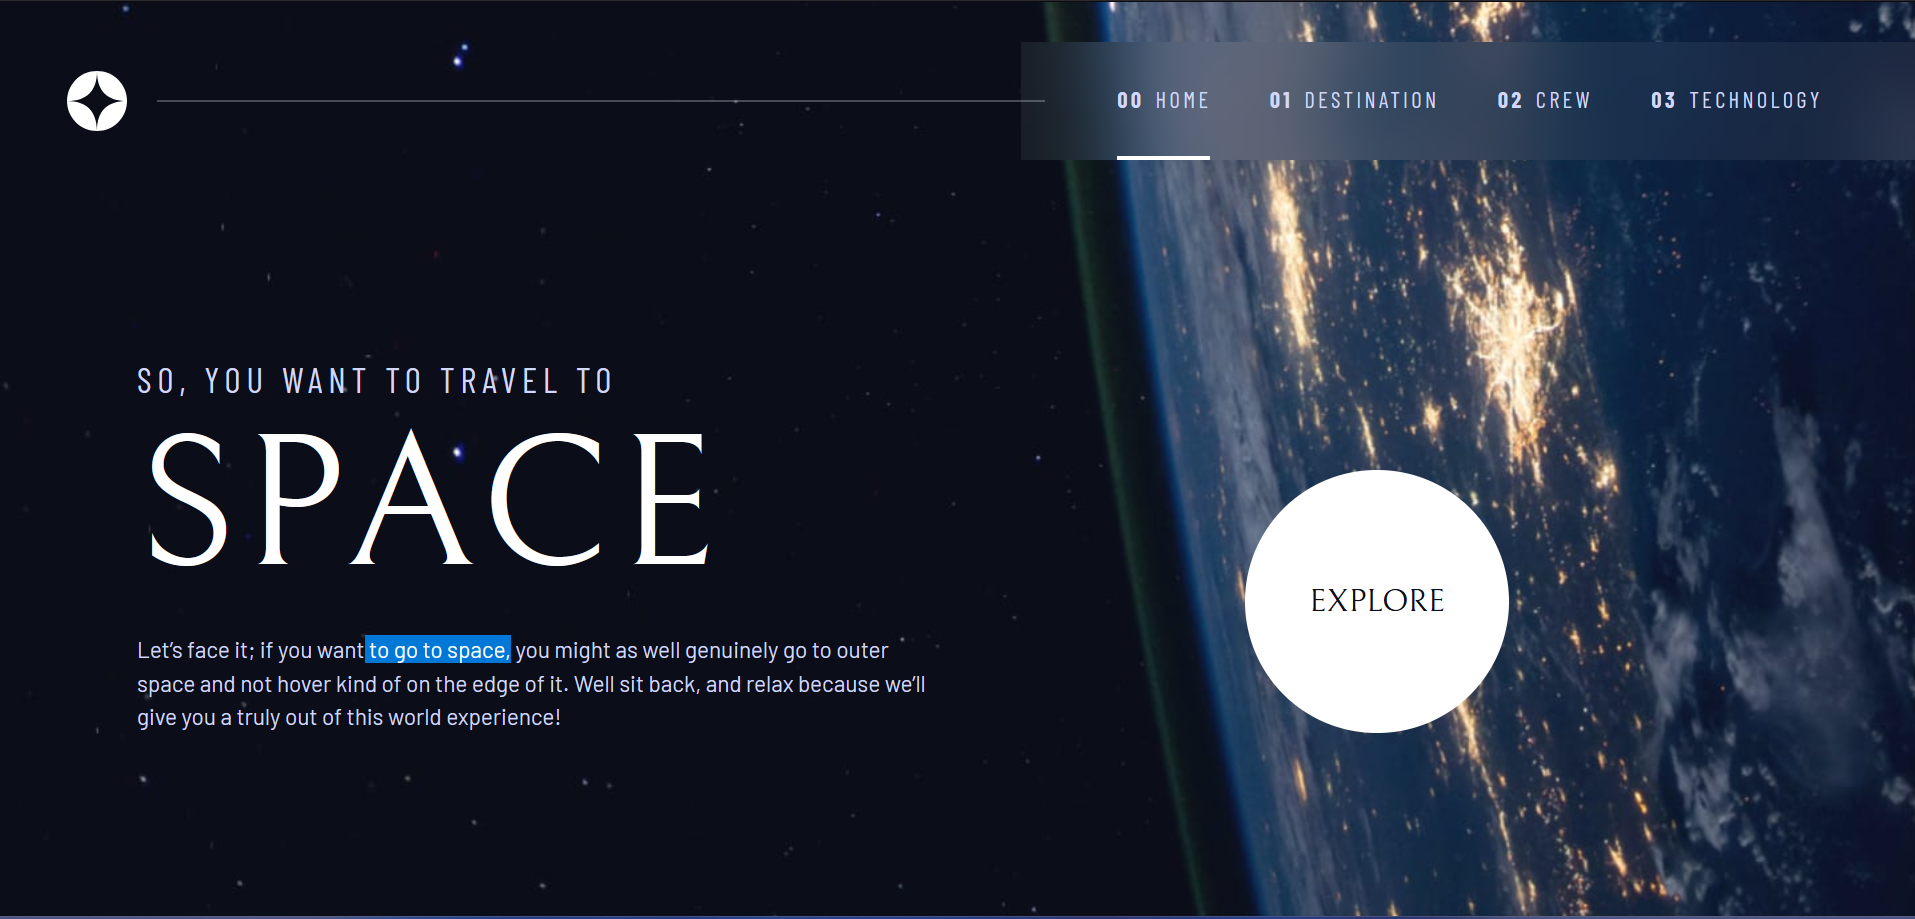 00 HOME 01 DESTINATION 02 CREW 03 TECHNOLOGY
SO, YOU WANT TO TRAVEL TO
SPACE
Let’s face it; if you want to go to space, you might as well genuinely go to outer
space and not hover kind of on the edge of it. Well sit back, and relax because we’ll
give you a truly out of this world experience!
EXPLORE